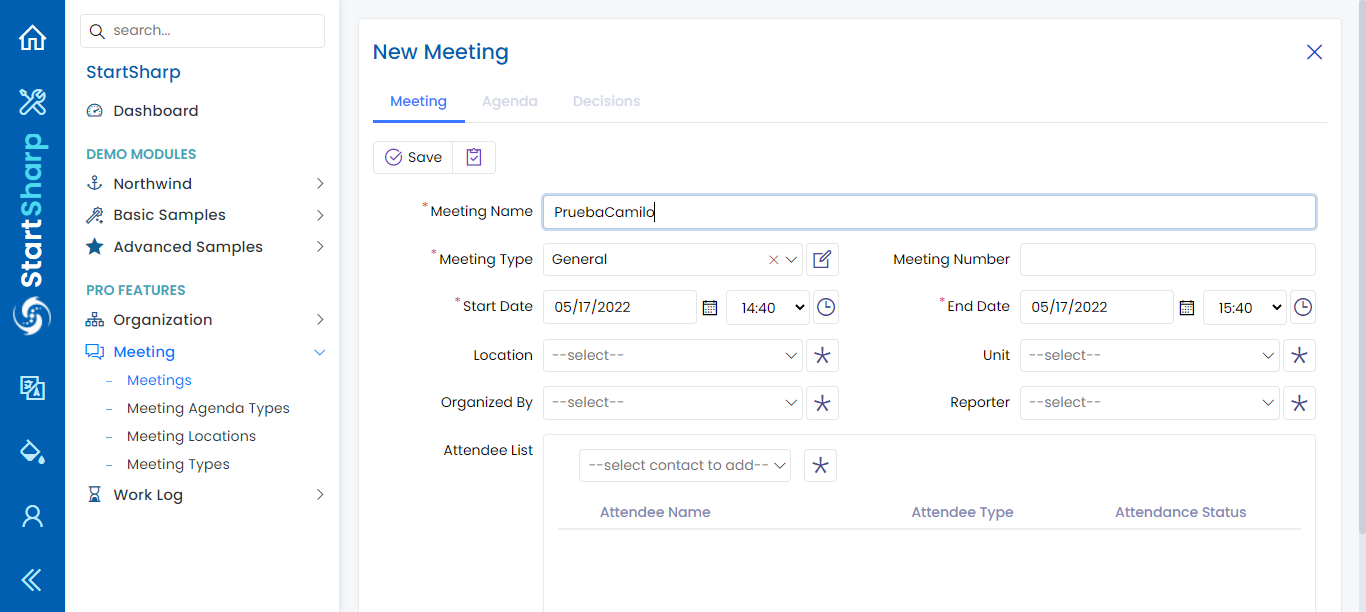 StartSharp
search...
StartSharp
Dashboard
DEMO MODULES
Northwind
Basic Samples
Advanced Samples
PRO FEATURES
Organization
Meeting
Meetings
Meeting Agenda Types
Meeting Locations
Meeting Types
Work Log
New Meeting
Meeting Agenda Decisions
Save
*Meeting Name PruebaCamilo
*Meeting Type General Meeting Number
*Start Date 05/17/2022 14:40 *End Date 05/17/2022 15:40
Location --select-- Unit --select--
Organized By --select-- Reporter --select--
Attendee List
--select contact to add--
Attendee Name Attendee Type Attendance Status